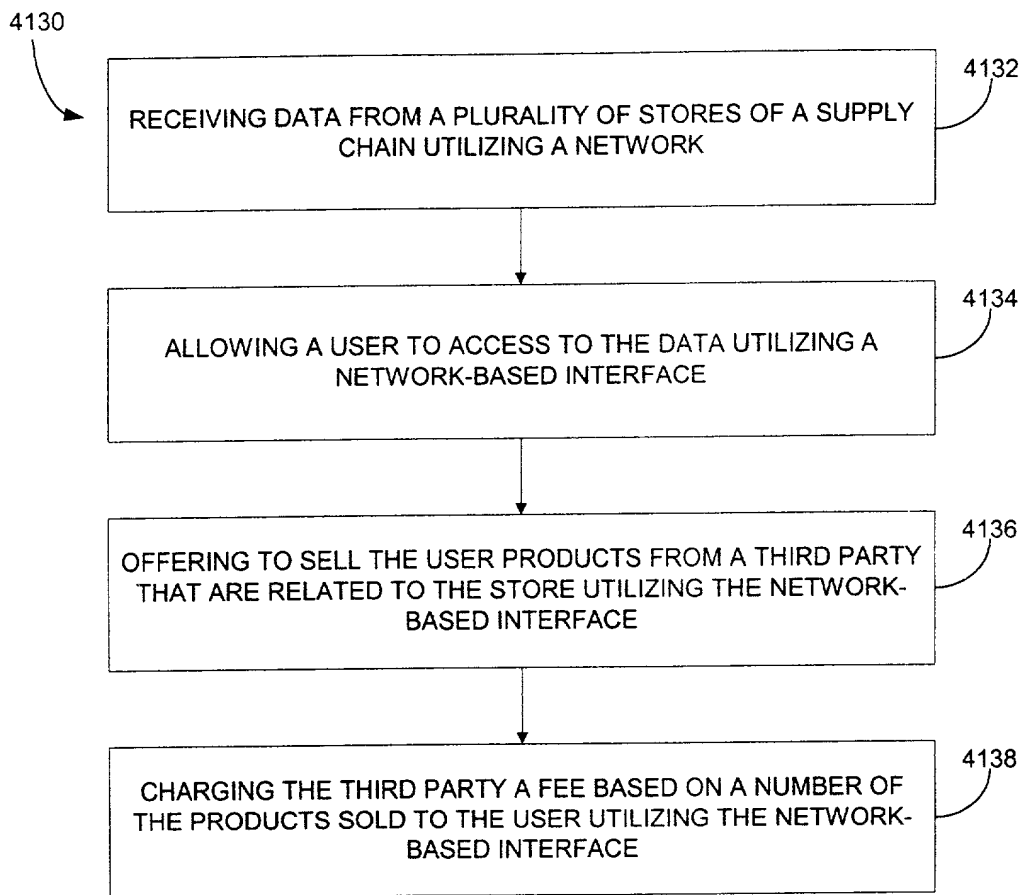 4130
4132
RECEIVING DATA FROM A PLURALITY OF STORES OF A SUPPLY
CHAIN UTILIZING A NETWORK
4134
ALLOWING A USER TO ACCESS TO THE DATA UTILIZING A
NETWORK-BASED INTERFACE
4136
OFFERING TO SELL THE USER PRODUCTS FROM A THIRD PARTY
THAT ARE RELATED TO THE STORE UTILIZING THE NETWORK-
BASED INTERFACE
4138
CHARGING THE THIRD PARTY A FEE BASED ON A NUMBER OF
THE PRODUCTS SOLD TO THE USER UTILIZING THE NETWORK-
BASED INTERFACE